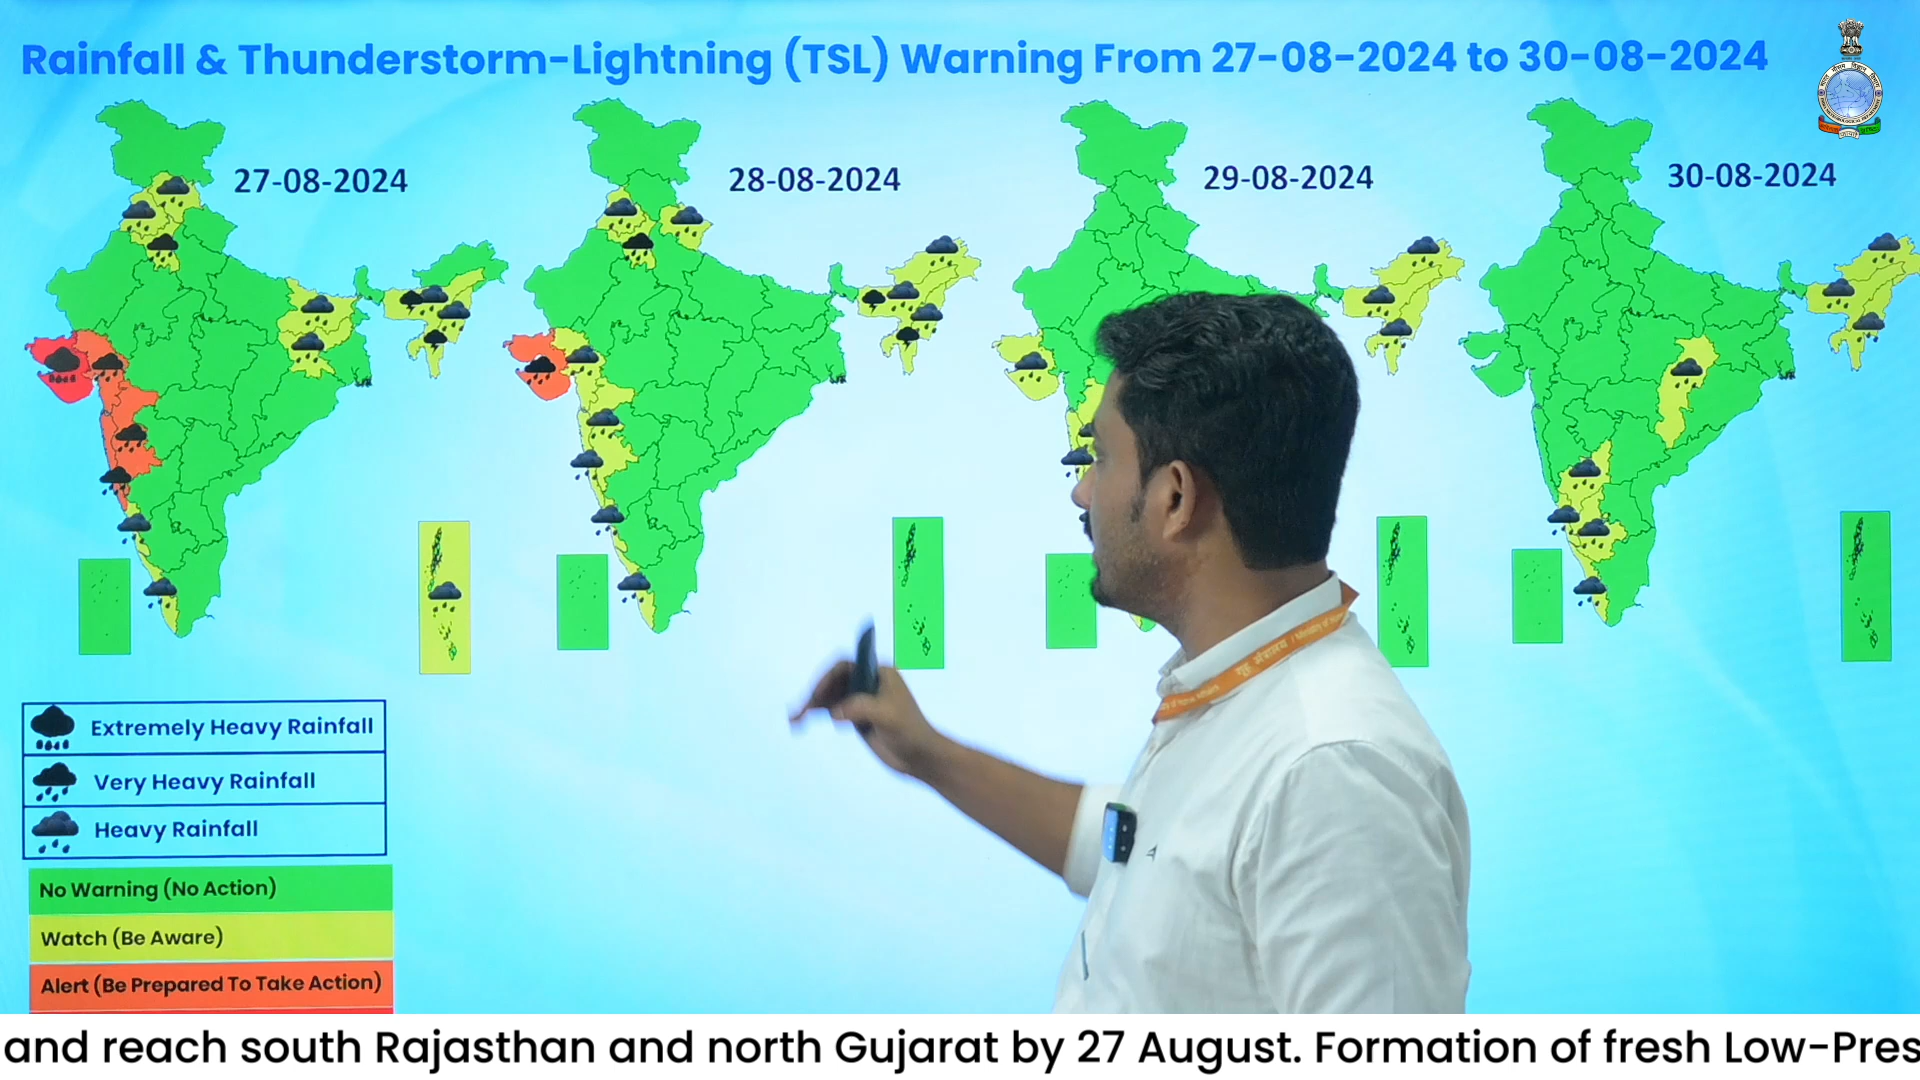 Rainfall & Thunderstorm-Lightning (TSL) Warning From 27-08-2024 to 30-08-2024
27-08-2024
28-08-2024
29-08-2024
30-08-2024
Extremely Heavy Rainfall
Very Heavy Rainfall
Heavy Rainfall
No Warning (No Action)
Watch (Be Aware)
Alert (Be Prepared To Take Action)
and reach south Rajasthan and north Gujarat by 27 August. Formation of fresh Low-Pres